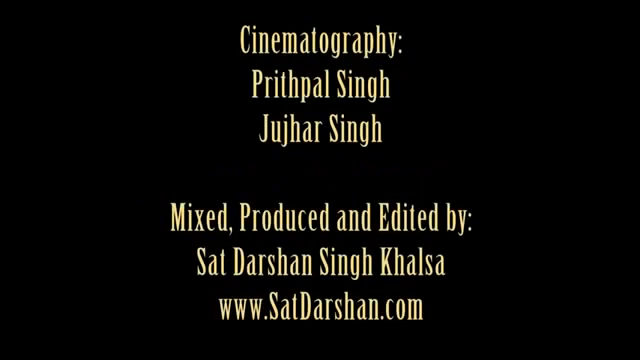 Cinematography:
Prithpal Singh
Jujhar Singh
Mixed, Produced and Edited by:
Sat Darshan Singh Khalsa
www.SatDarshan.com